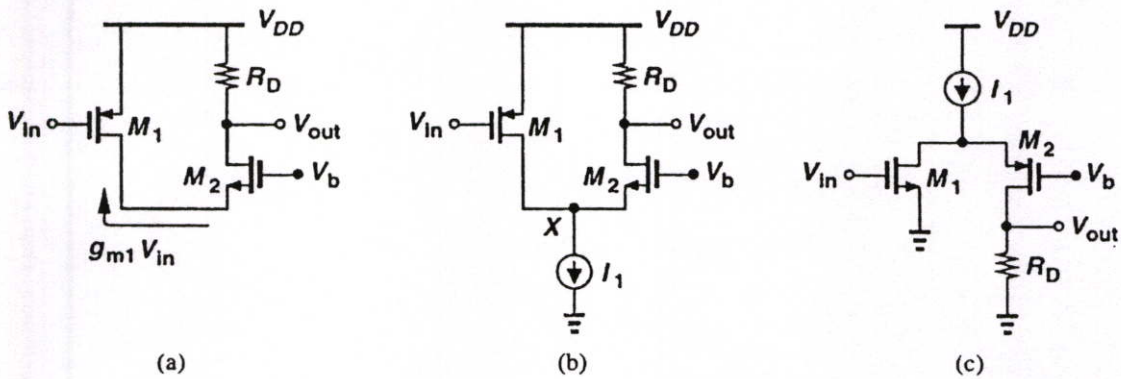 V_DD
R_D
V_in
M_1
V_out
M_2
V_b
g_m1 V_in
(a)
V_DD
R_D
V_in
M_1
V_out
M_2
V_b
X
I_1
(b)
V_DD
I_1
M_2
V_in
M_1
V_b
V_out
R_D
(c)